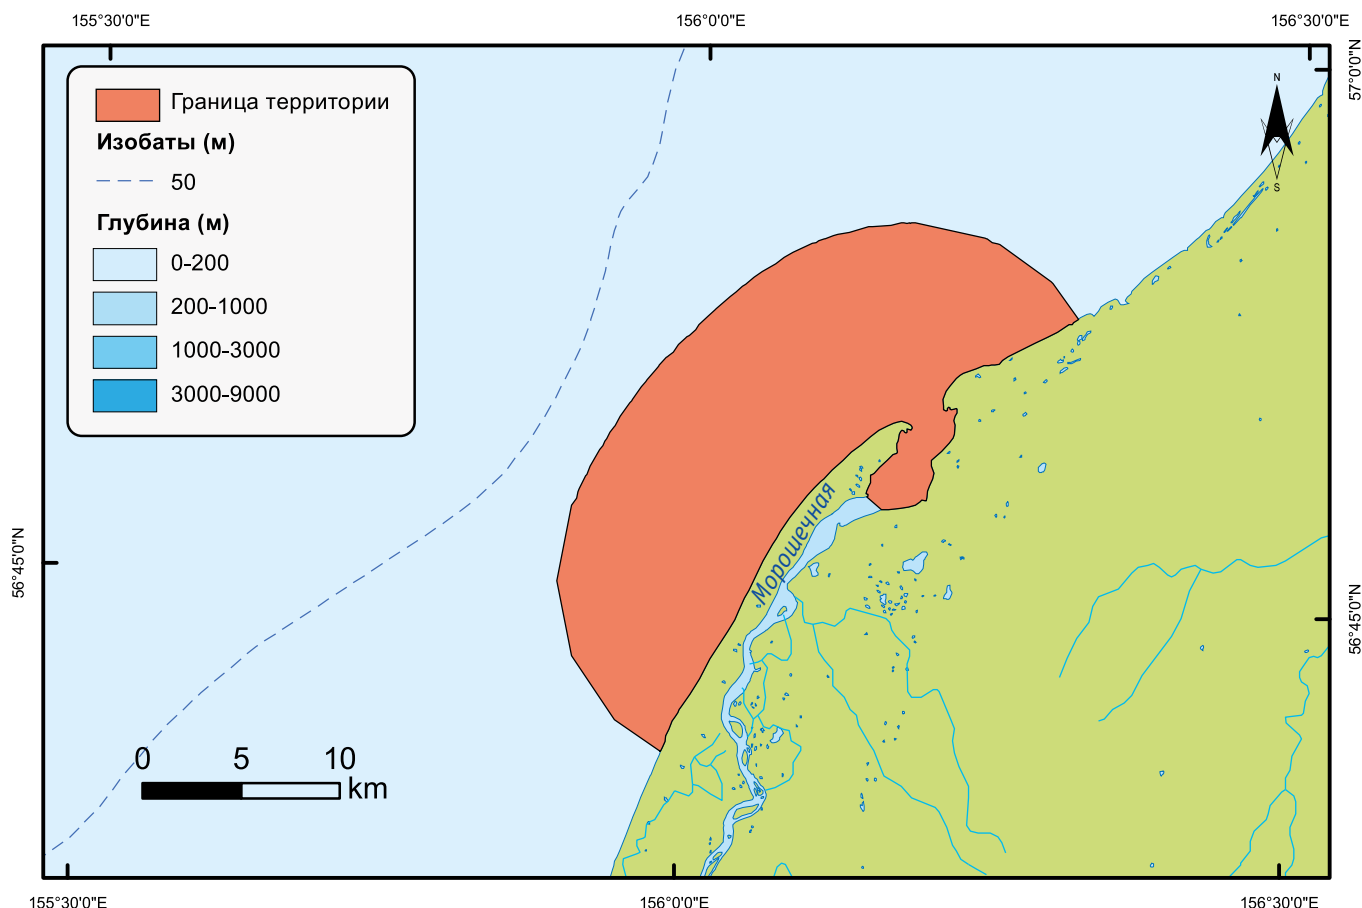 155°30'0"E
156°0'0"E
156°30'0"E
57°0'0"N
N
S
Граница территории
Изобаты (м)
50
Глубина (м)
0-200
200-1000
1000-3000
3000-9000
Морошечная
56°45'0"N
56°45'0"N
0 5 10
km
155°30'0"E
156°0'0"E
156°30'0"E